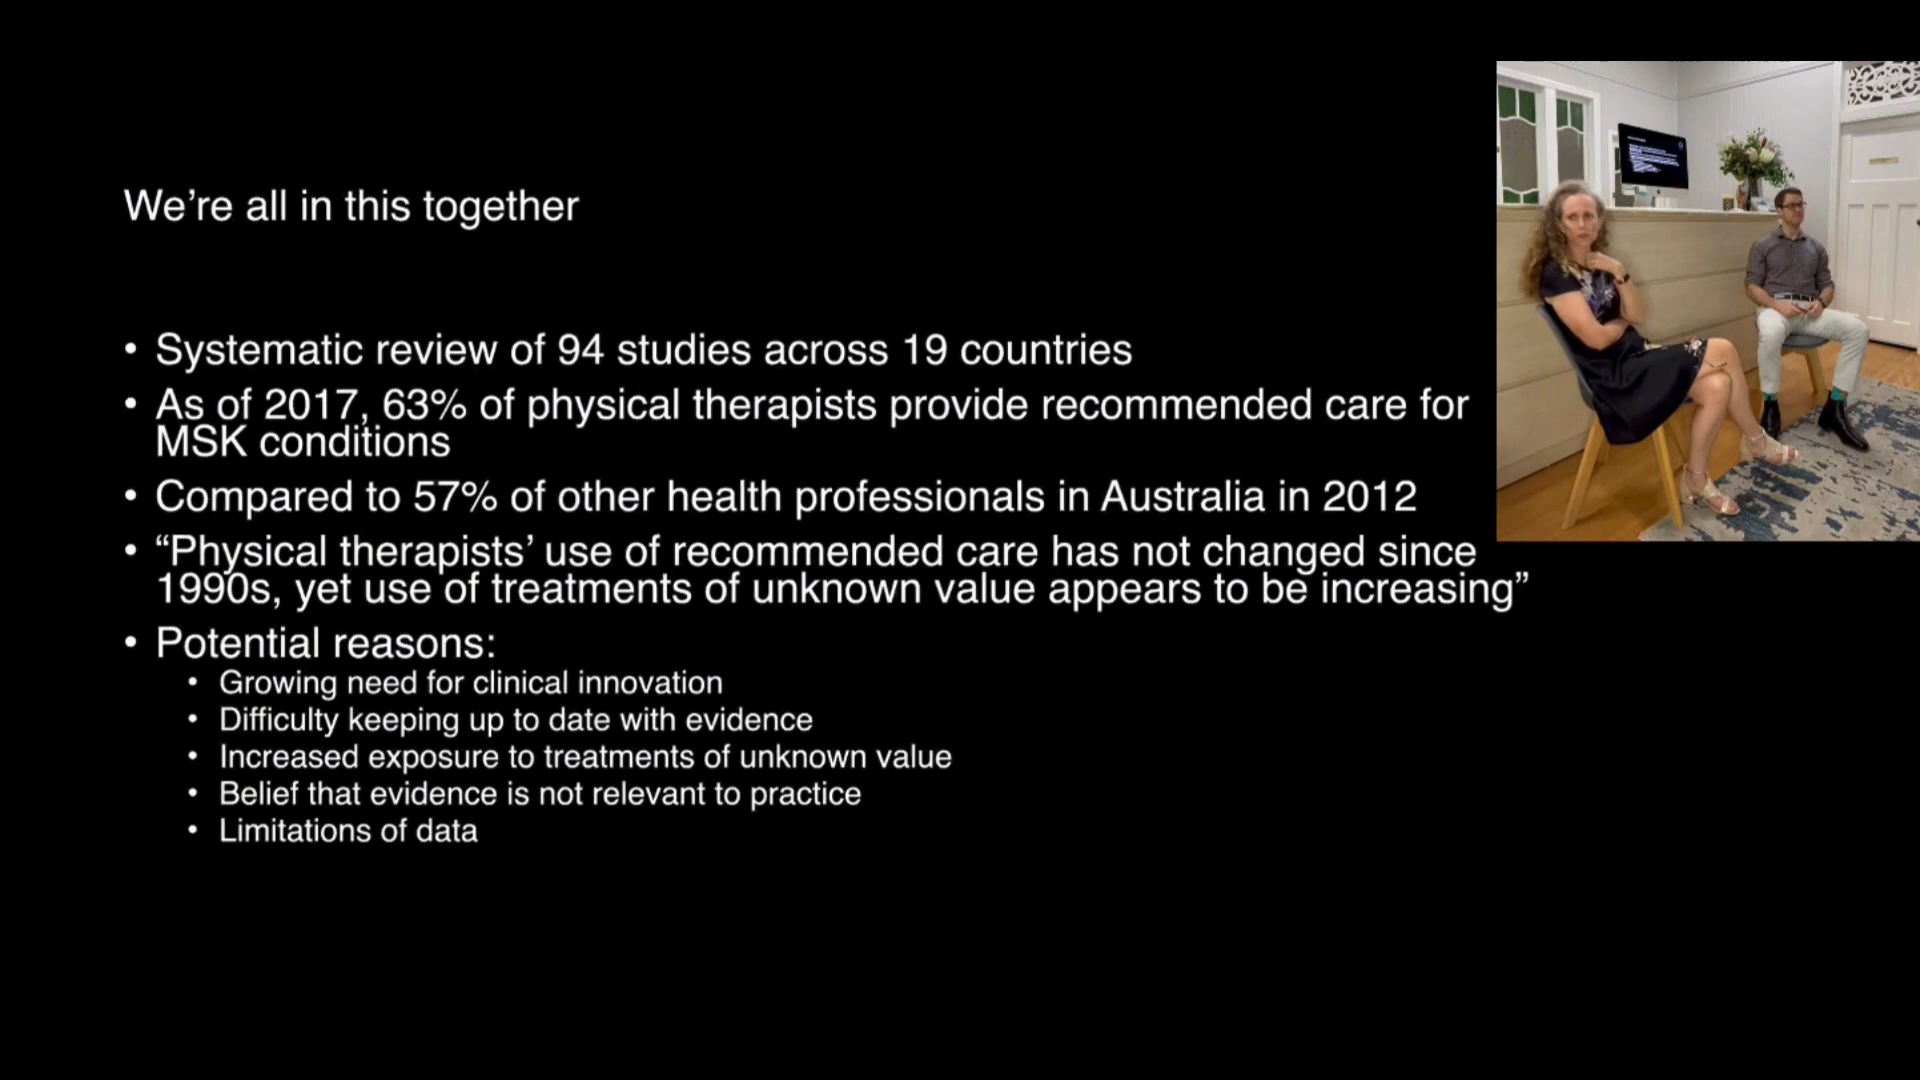 We’re all in this together
• Systematic review of 94 studies across 19 countries
• As of 2017, 63% of physical therapists provide recommended care for
MSK conditions
• Compared to 57% of other health professionals in Australia in 2012
• “Physical therapists’ use of recommended care has not changed since
1990s, yet use of treatments of unknown value appears to be increasing”
• Potential reasons:
• Growing need for clinical innovation
• Difficulty keeping up to date with evidence
• Increased exposure to treatments of unknown value
• Belief that evidence is not relevant to practice
• Limitations of data